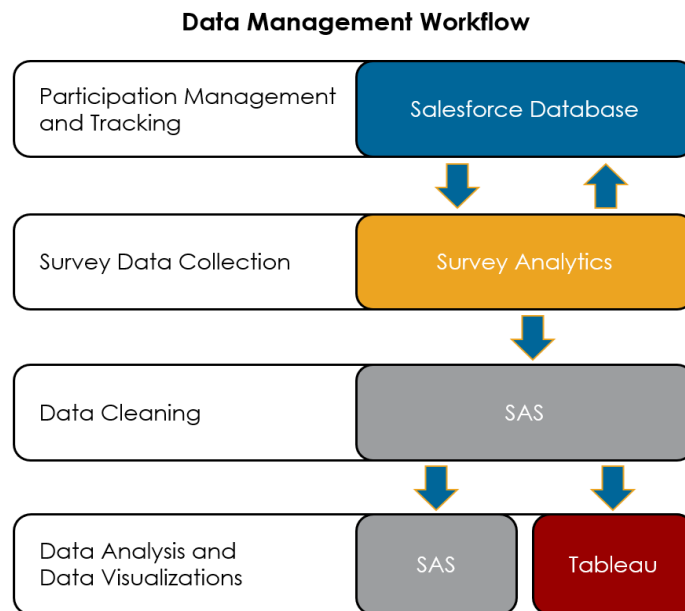 Data Management Workflow
Participation Management
and Tracking
Salesforce Database
Survey Data Collection
Survey Analytics
Data Cleaning
SAS
Data Analysis and
Data Visualizations
SAS
Tableau